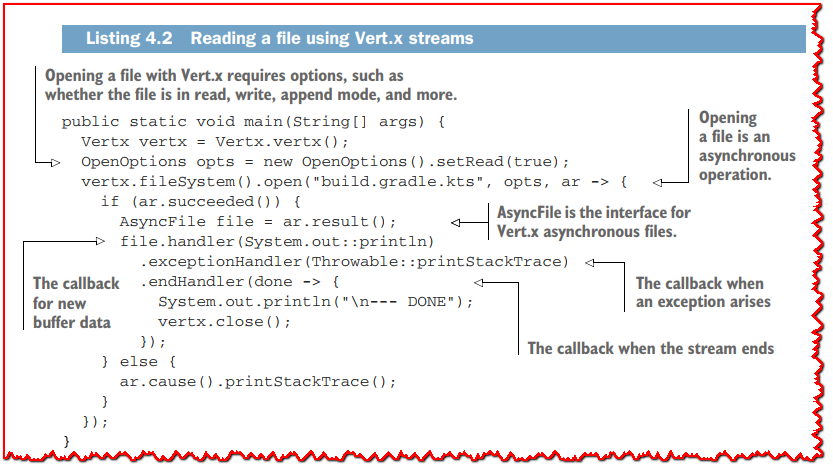 Listing 4.2 Reading a file using Vert.x streams
Opening a file with Vert.x requires options, such as
whether the file is in read, write, append mode, and more.
public static void main(String[] args) {
Vertx vertx = Vertx.vertx();
OpenOptions opts = new OpenOptions().setRead(true);
vertx.fileSystem().open("build.gradle.kts", opts, ar -> {
Opening
a file is an
asynchronous
operation.
if (ar.succeeded()) {
AsyncFile file = ar.result();
AsyncFile is the interface for
Vert.x asynchronous files.
file.handler(System.out::println)
.exceptionHandler(Throwable::printStackTrace)
.endHandler(done -> {
The callback
for new
buffer data
The callback when
an exception arises
System.out.println("\n--- DONE");
vertx.close();
});
The callback when the stream ends
} else {
ar.cause().printStackTrace();
}
});
}